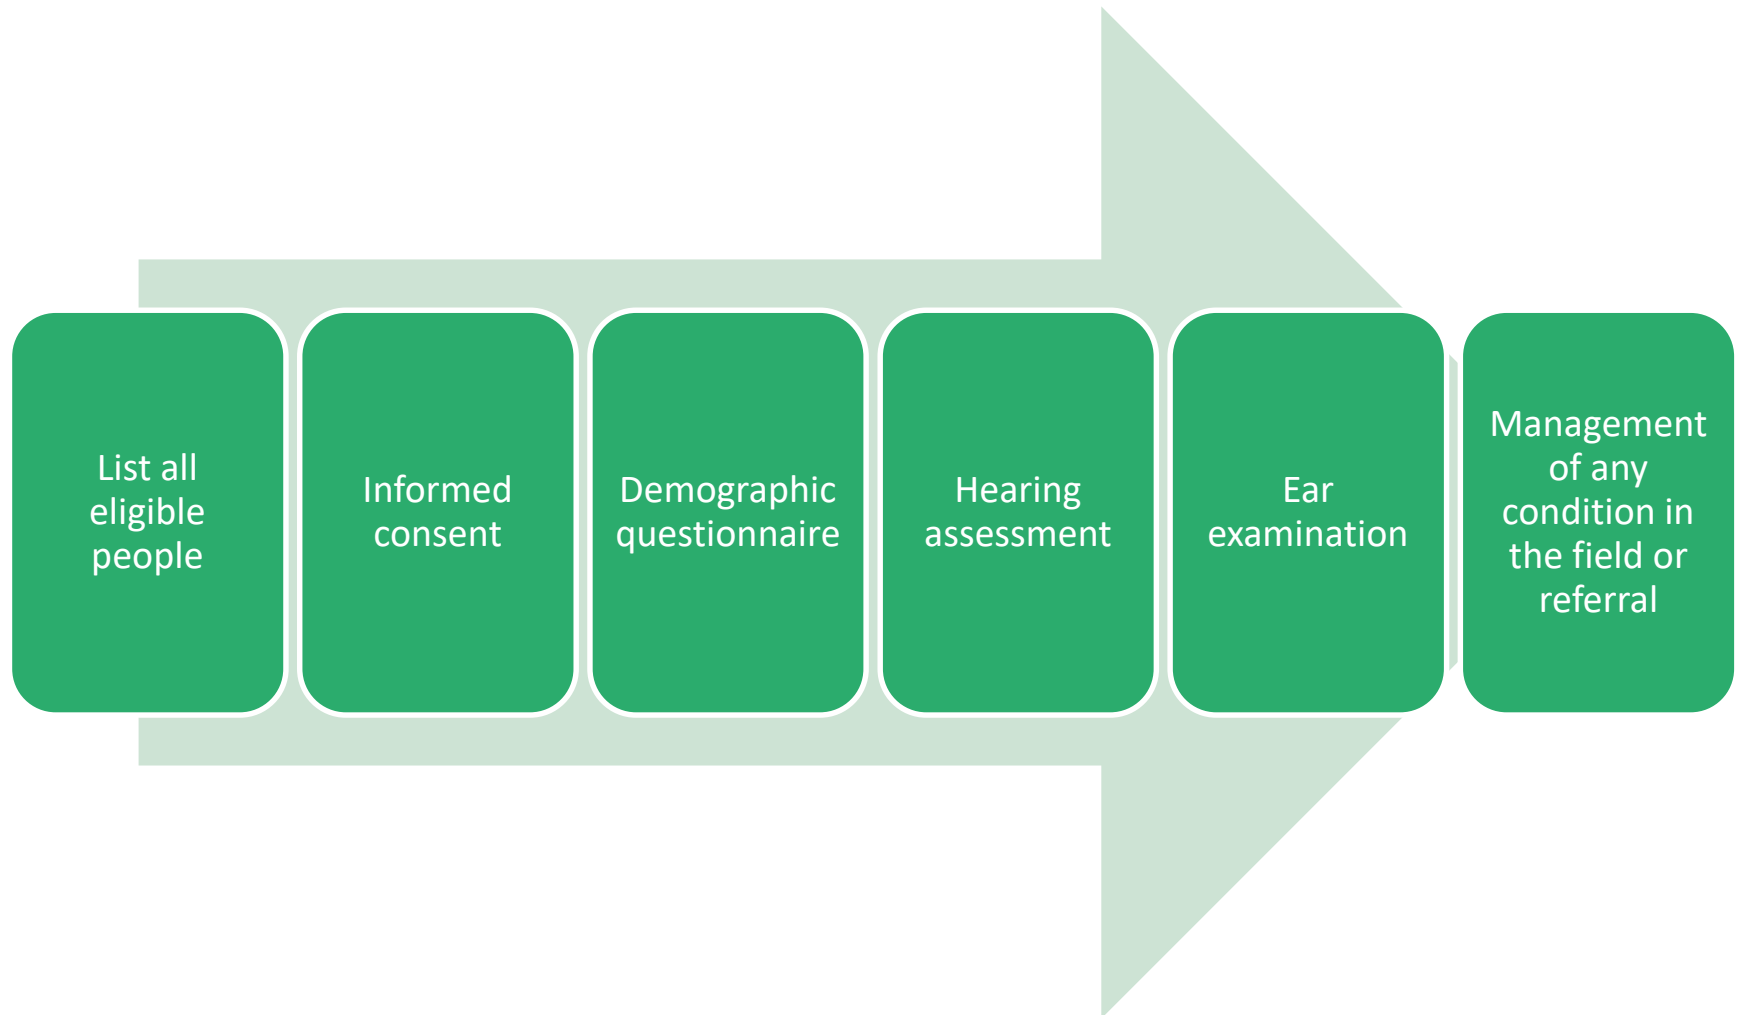 List all
eligible
people
Informed
consent
Demographic
questionnaire
Hearing
assessment
Ear
examination
Management
of any
condition in
the field or
referral